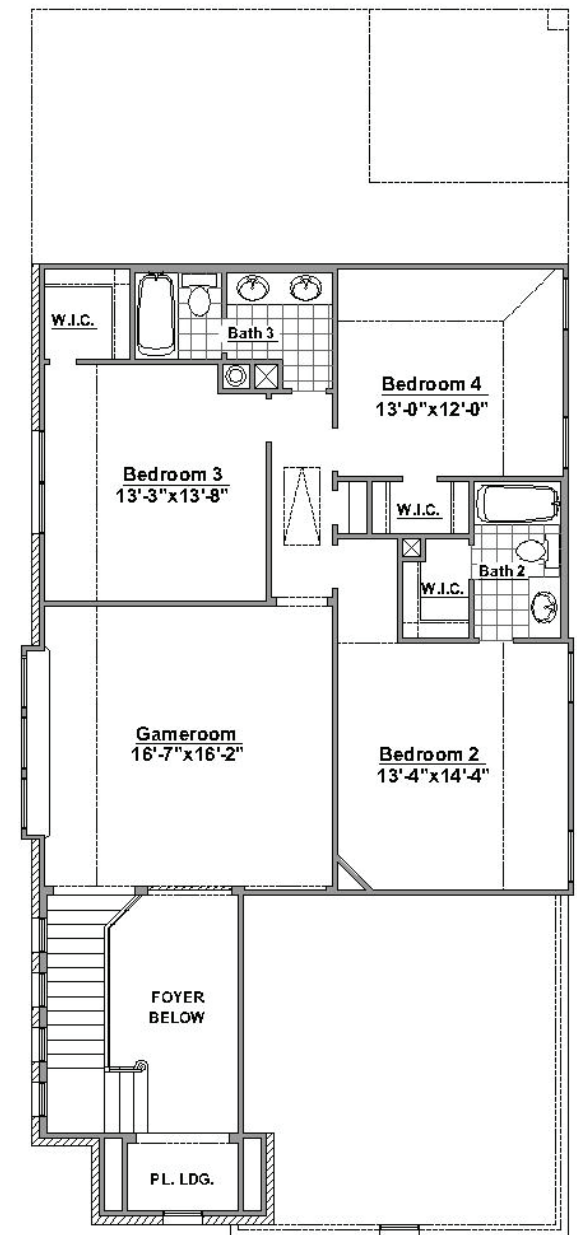 W.I.C.
Bath 3
Bedroom 4
13'-0"x12'-0"
Bedroom 3
13'-3"x13'-8"
W.I.C.
Bath 2
W.I.C.
Gameroom
16'-7"x16'-2"
Bedroom 2
13'-4"x14'-4"
FOYER
BELOW
PL. LDG.